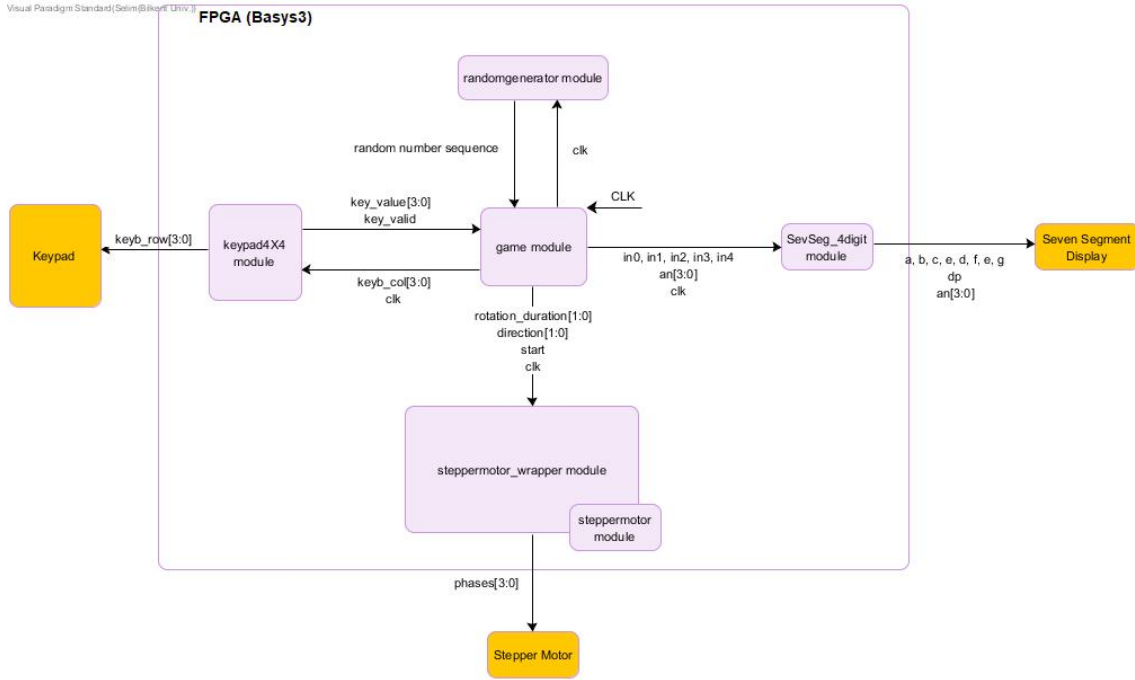 Visual Paradigm Standard(Selim(Bilkent Univ.))
FPGA (Basys3)
randomgenerator module
random number sequence
clk
CLK
key_value[3:0]
key_valid
Keypad
keyb_row[3:0]
keypad4X4
module
game module
keyb_col[3:0]
clk
in0, in1, in2, in3, in4
an[3:0]
clk
SevSeg_4digit
module
a, b, c, e, d, f, e, g
dp
an[3:0]
Seven Segment
Display
rotation_duration[1:0]
direction[1:0]
start
clk
steppermotor_wrapper module
steppermotor
module
phases[3:0]
Stepper Motor